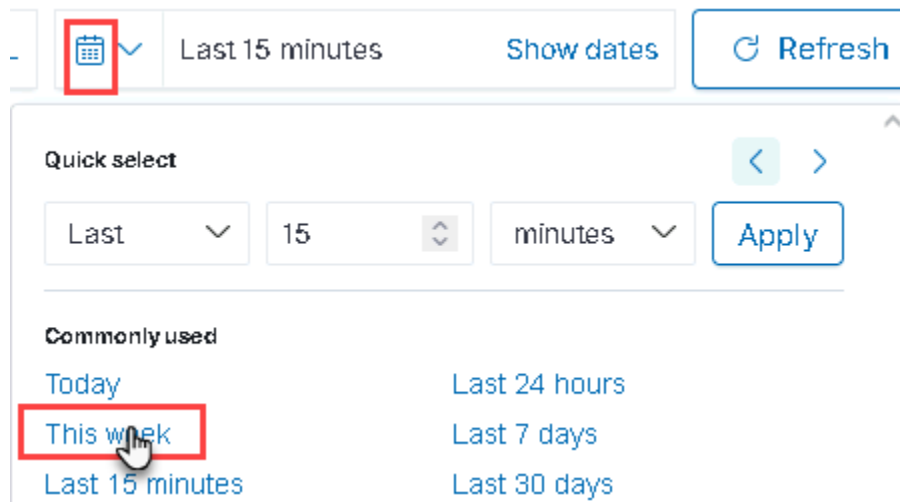 Last 15 minutes Show dates Refresh
Quick select
Last 15 minutes Apply
Commonly used
Today Last 24 hours
This week Last 7 days
Last 15 minutes Last 30 days